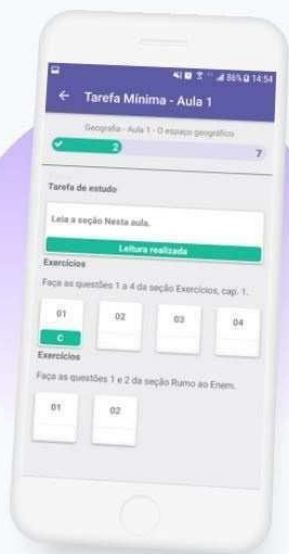 86% 14:54
← Tarefa Mínima - Aula 1
Geografia - Aula 1 - O espaço geográfico
2 7
Tarefa de estudo
Leia a seção Nesta aula.
Leitura realizada
Exercícios
Faça as questões 1 a 4 da seção Exercícios, cap. 1.
01 02 03 04
C
Exercícios
Faça as questões 1 e 2 da seção Rumo ao Enem.
01 02